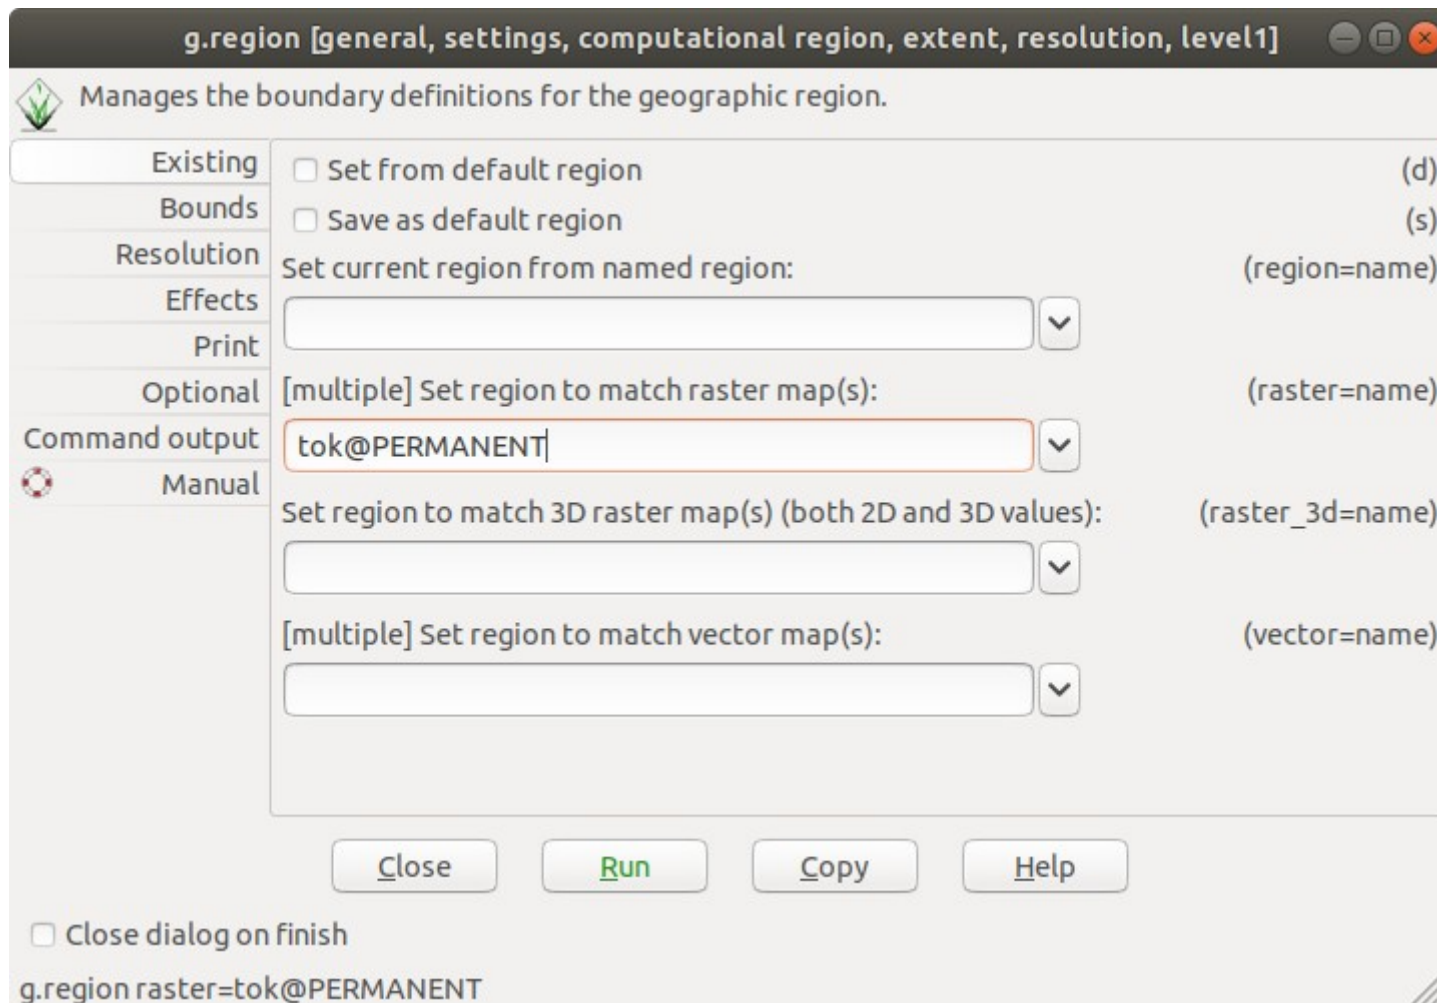 g.region [general, settings, computational region, extent, resolution, level1]
Manages the boundary definitions for the geographic region.
Existing
Bounds
Resolution
Effects
Print
Optional
Command output
Manual
Set from default region (d)
Save as default region (s)
Set current region from named region: (region=name)
[multiple] Set region to match raster map(s): (raster=name)
tok@PERMANENT
Set region to match 3D raster map(s) (both 2D and 3D values): (raster_3d=name)
[multiple] Set region to match vector map(s): (vector=name)
Close Run Copy Help
Close dialog on finish
g.region raster=tok@PERMANENT